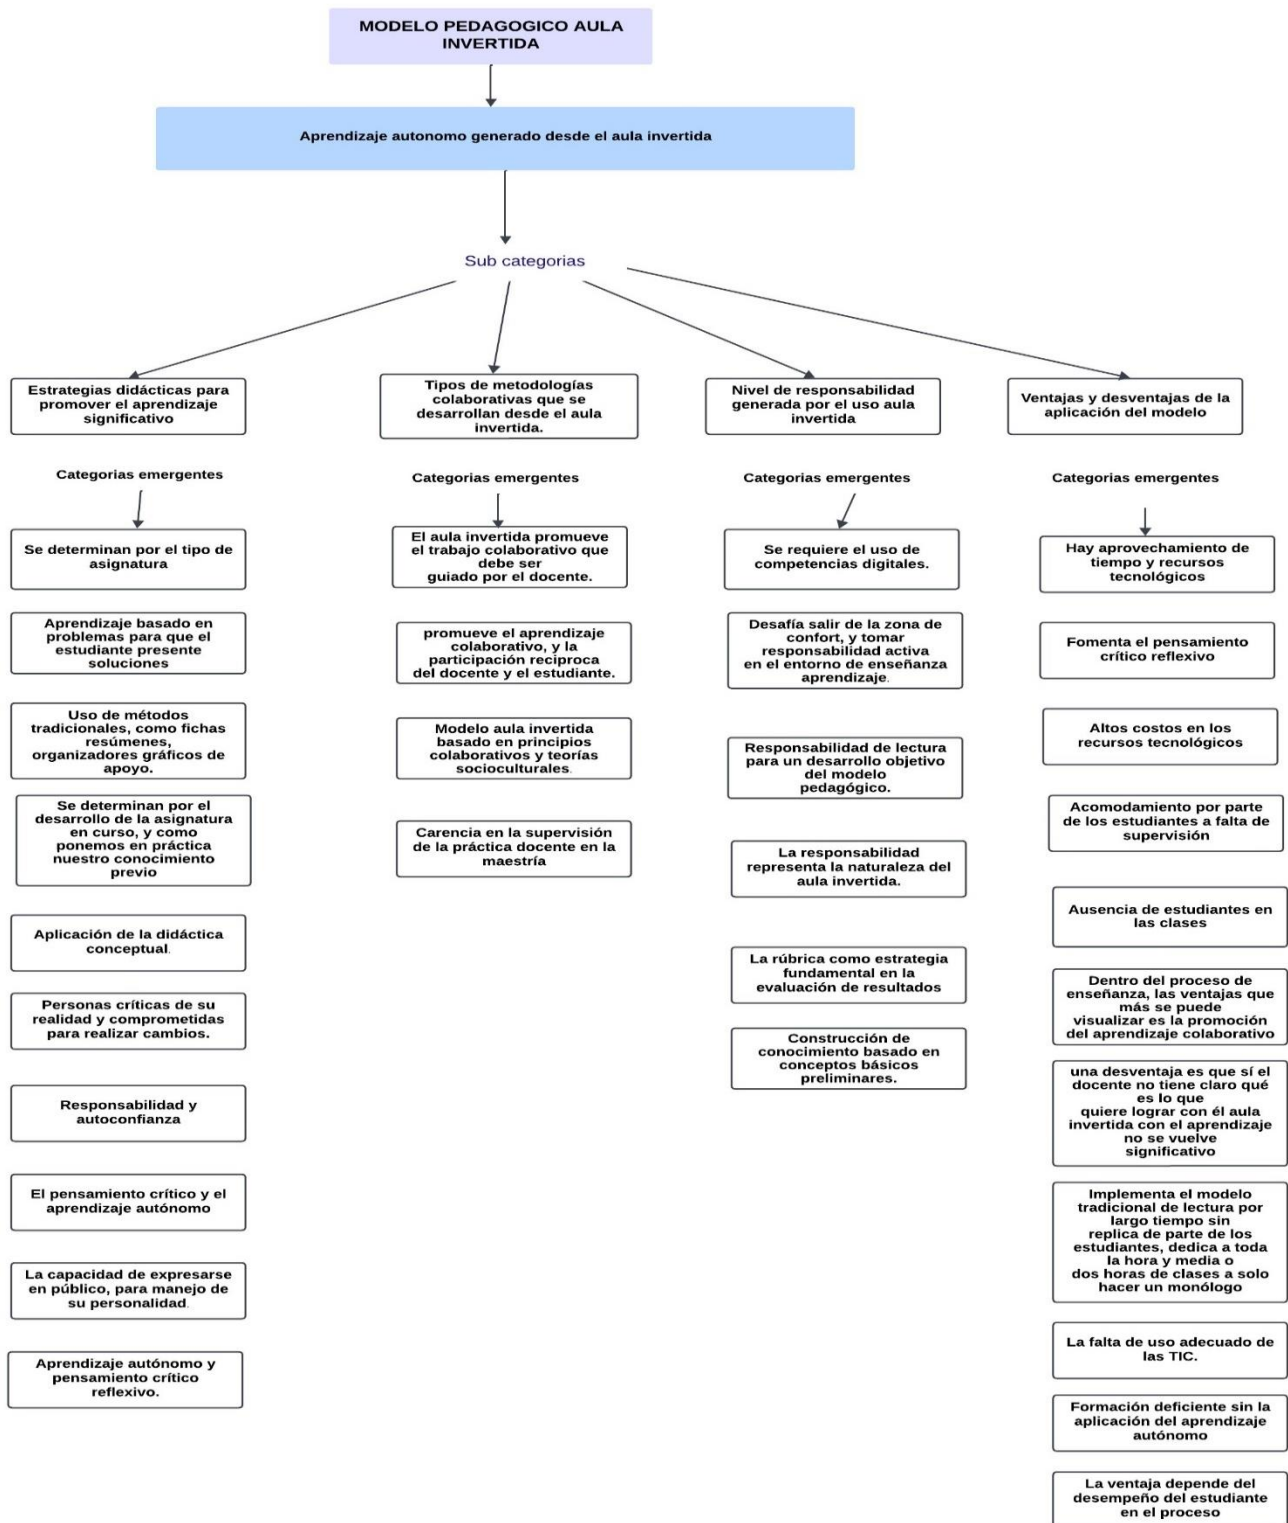 MODELO PEDAGOGICO AULA
INVERTIDA
Aprendizaje autonomo generado desde el aula invertida
Sub categorias
Estrategias didácticas para
promover el aprendizaje
significativo
Categorias emergentes
Se determinan por el tipo de
asignatura
Aprendizaje basado en
problemas para que el
estudiante presente
soluciones
Uso de métodos
tradicionales, como fichas
resúmenes,
organizadores gráficos de
apoyo.
Se determinan por el
desarrollo de la asignatura
en curso, y como
ponemos en práctica
nuestro conocimiento
previo
Aplicación de la didáctica
conceptual.
Personas críticas de su
realidad y comprometidas
para realizar cambios.
Responsabilidad y
autoconfianza
El pensamiento crítico y el
aprendizaje autónomo
La capacidad de expresarse
en público, para manejo de
su personalidad.
Aprendizaje autónomo y
pensamiento crítico
reflexivo.
Tipos de metodologías
colaborativas que se
desarrollan desde el aula
invertida.
Categorias emergentes
El aula invertida promueve
el trabajo colaborativo que
debe ser
guiado por el docente.
promueve el aprendizaje
colaborativo, y la
participación reciproca
del docente y el estudiante.
Modelo aula invertida
basado en principios
colaborativos y teorías
socioculturales.
Carencia en la supervisión
de la práctica docente en la
maestría
Nivel de responsabilidad
generada por el uso aula
invertida
Categorias emergentes
Se requiere el uso de
competencias digitales.
Desafía salir de la zona de
confort, y tomar
responsabilidad activa
en el entorno de enseñanza
aprendizaje.
Responsabilidad de lectura
para un desarrollo objetivo
del modelo
pedagógico.
La responsabilidad
representa la naturaleza del
aula invertida.
La rúbrica como estrategia
fundamental en la
evaluación de resultados
Construcción de
conocimiento basado en
conceptos básicos
preliminares.
Ventajas y desventajas de la
aplicación del modelo
Categorias emergentes
Hay aprovechamiento de
tiempo y recursos
tecnológicos
Fomenta el pensamiento
crítico reflexivo
Altos costos en los
recursos tecnológicos
Acomodamiento por parte
de los estudiantes a falta de
supervisión
Ausencia de estudiantes en
las clases
Dentro del proceso de
enseñanza, las ventajas que
más se puede
visualizar es la promoción
del aprendizaje colaborativo
una desventaja es que sí el
docente no tiene claro qué
es lo que
quiere lograr con él aula
invertida con el aprendizaje
no se vuelve
significativo
Implementa el modelo
tradicional de lectura por
largo tiempo sin
replica de parte de los
estudiantes, dedica a toda
la hora y media o
dos horas de clases a solo
hacer un monólogo
La falta de uso adecuado de
las TIC.
Formación deficiente sin la
aplicación del aprendizaje
autónomo
La ventaja depende del
desempeño del estudiante
en el proceso